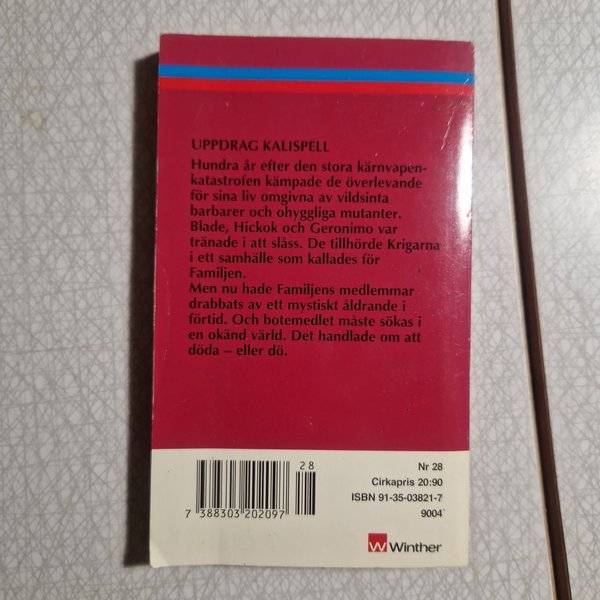 UPPDRAG KALISPELL
Hundra år efter den stora kärnvapen-
katastrofen kämpade de överlevande
för sina liv omgivna av vildsinta
barbarer och ohyggliga mutanter.
Blade, Hickok och Geronimo var
tränade i att slåss. De tillhörde Krigarna
i ett samhälle som kallades för
Familjen.
Men nu hade Familjens medlemmar
drabbats av ett mystiskt åldrande i
förtid. Och botemedlet måste sökas i
en okänd värld. Det handlade om att
döda – eller dö.
28
7 388303 202097
Nr 28
Cirkapris 20:90
ISBN 91-35-03821-7
9004
W Winther